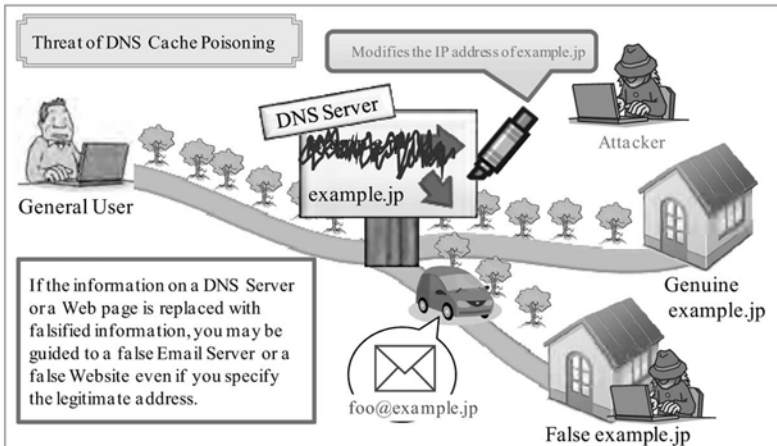 Threat of DNS Cache Poisoning
Modifies the IP address of example.jp
DNS Server
example.jp
Attacker
General User
Genuine
example.jp
If the information on a DNS Server
or a Web page is replaced with
falsified information, you may be
guided to a false Email Server or a
false Website even if you specify
the legitimate address.
foo@example.jp
False example.jp